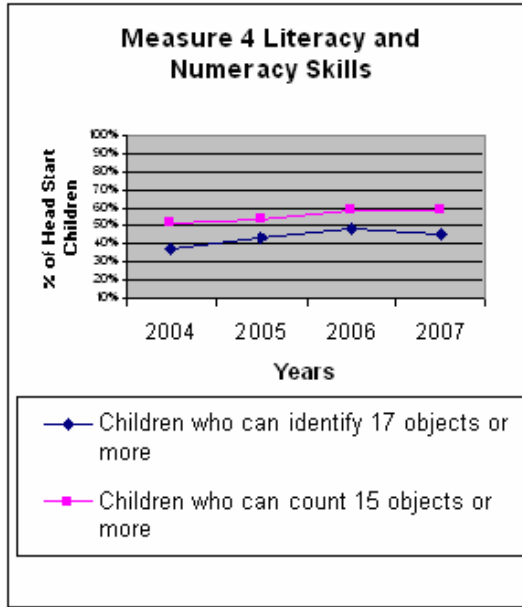 Measure 4 Literacy and
Numeracy Skills
% of Head Start
Children
100%
90%
80%
70%
60%
50%
40%
30%
20%
10%
2004 2005 2006 2007
Years
Children who can identify 17 objects or
more
Children who can count 15 objects or
more